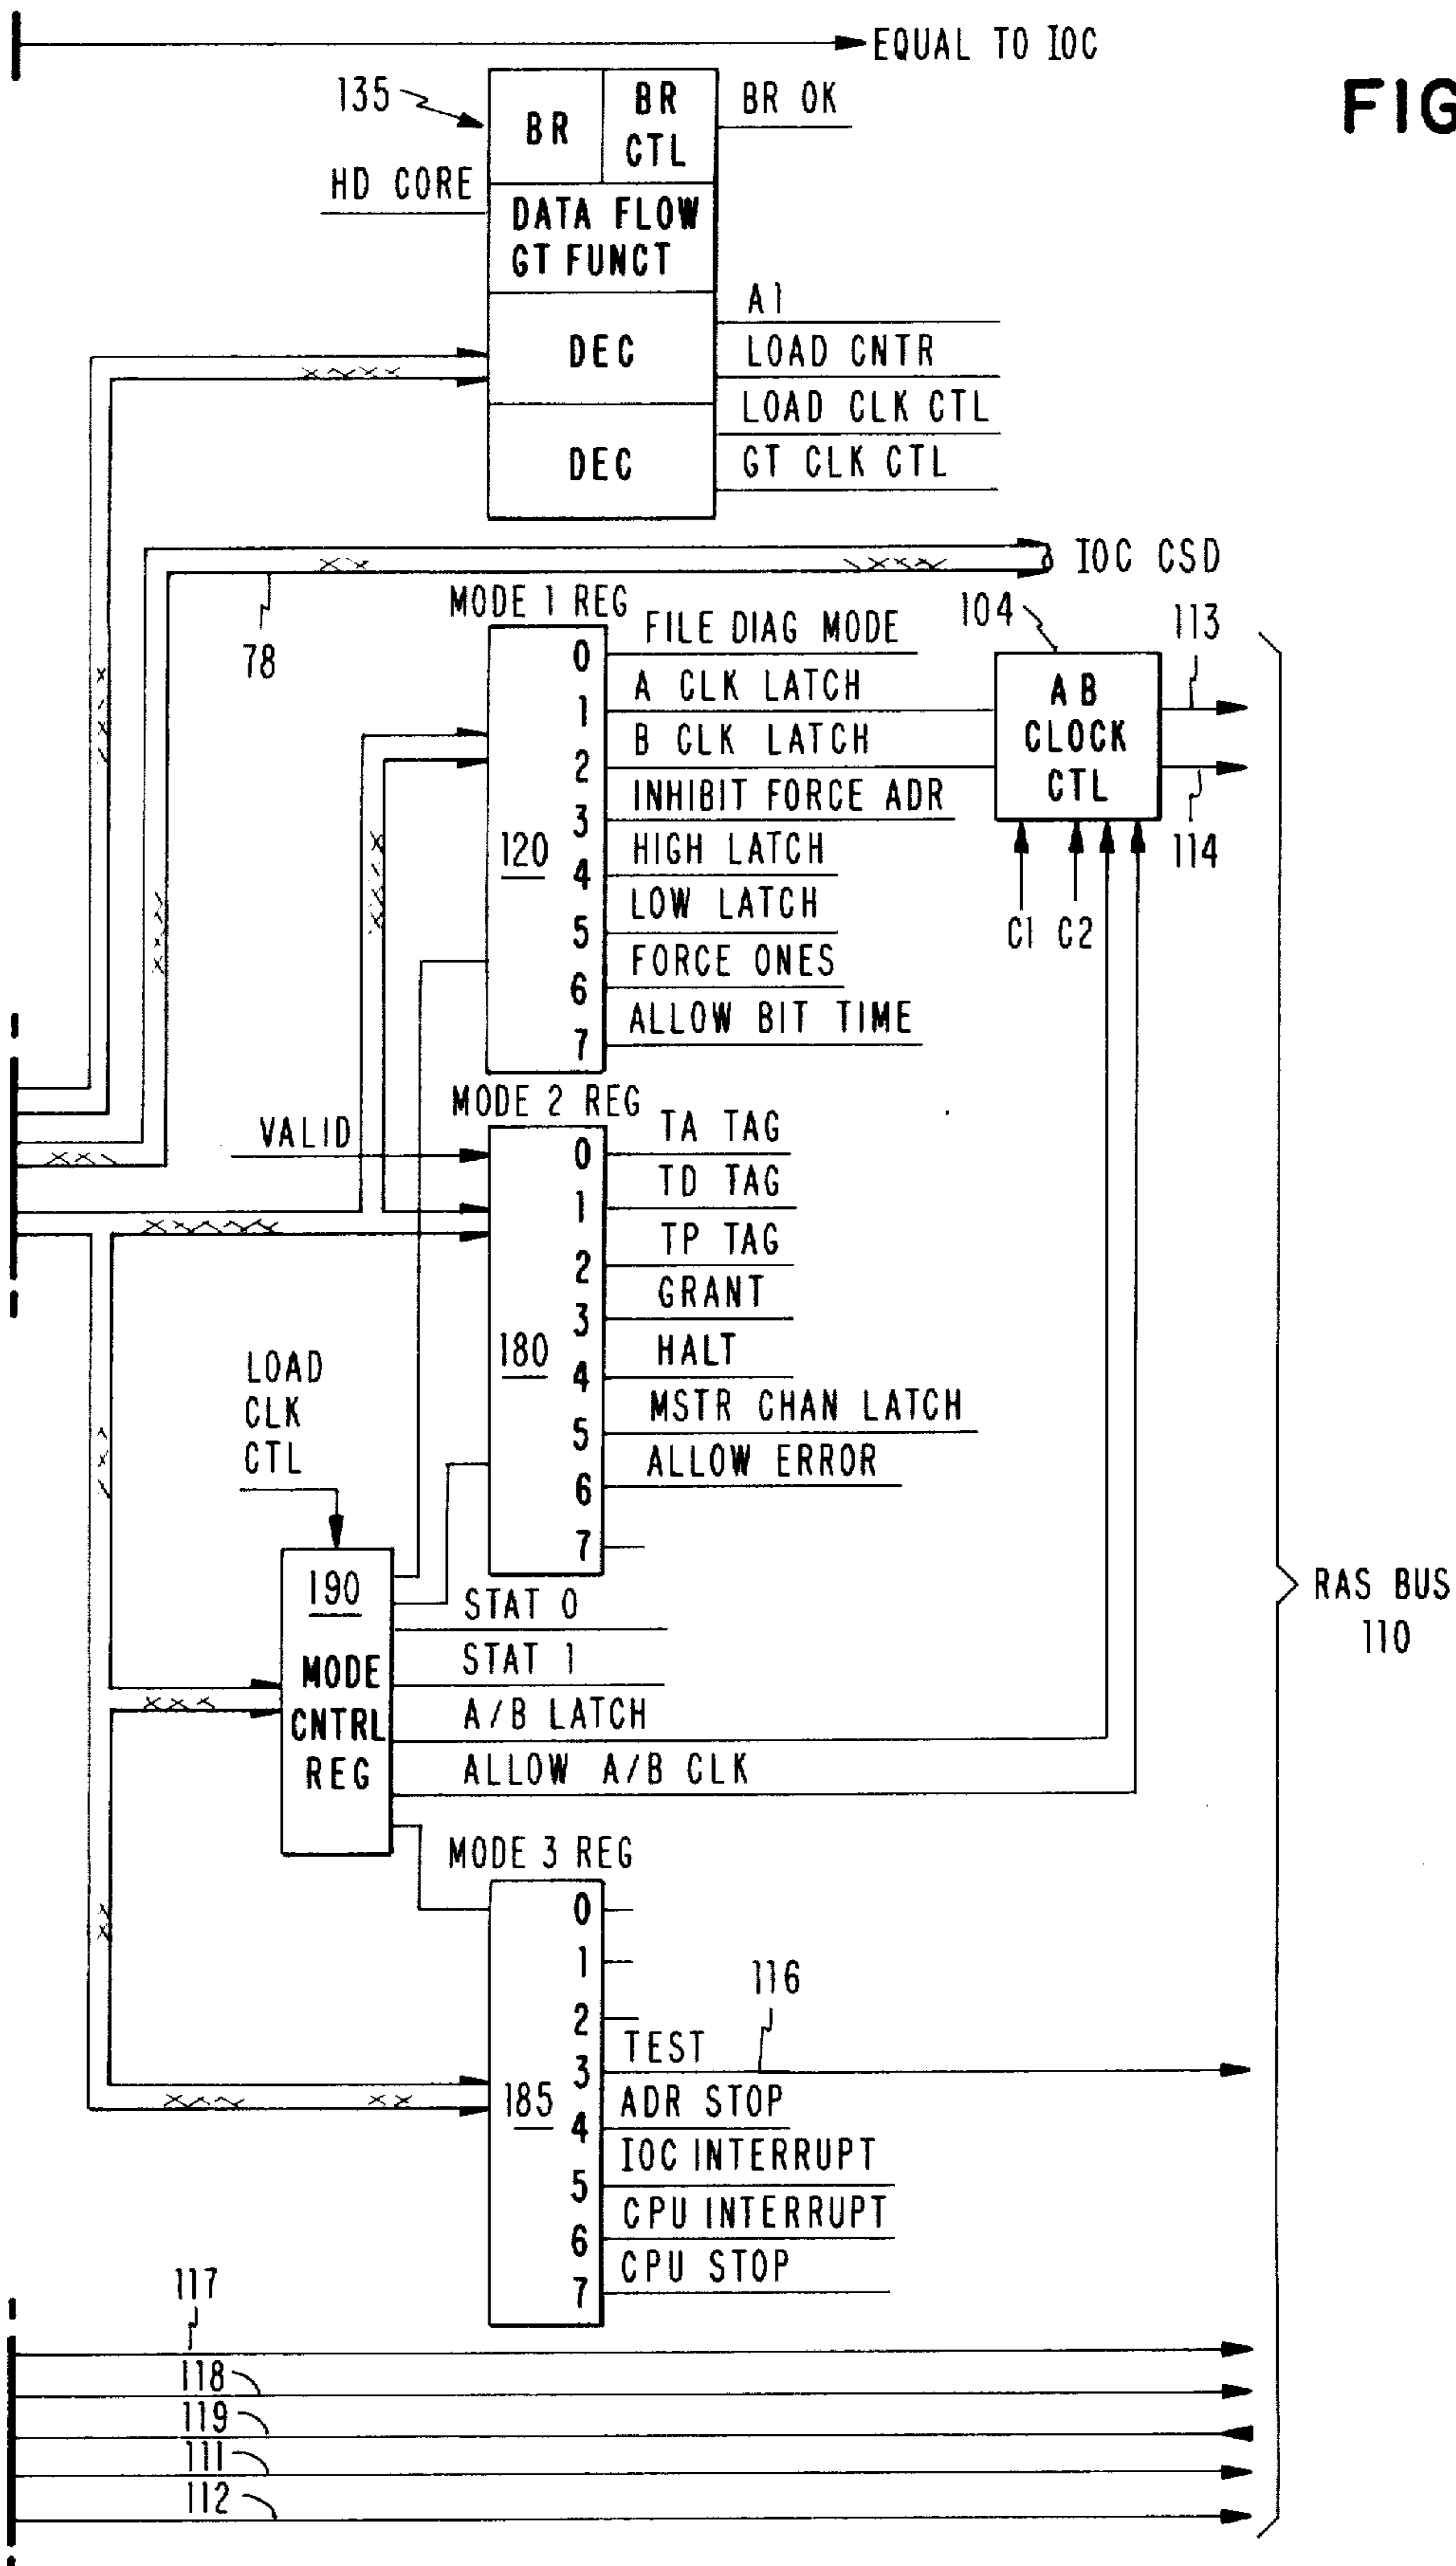 EQUAL TO IOC
FIG
135
BR
BR
CTL
BR OK
HD CORE
DATA FLOW
GT FUNCT
A1
DEC
LOAD CNTR
LOAD CLK CTL
DEC
GT CLK CTL
IOC CSD
78
MODE 1 REG
120
0
FILE DIAG MODE
1
A CLK LATCH
2
B CLK LATCH
3
INHIBIT FORCE ADR
4
HIGH LATCH
5
LOW LATCH
6
FORCE ONES
7
ALLOW BIT TIME
104
A B
CLOCK
CTL
113
114
C1 C2
MODE 2 REG
VALID
180
0
TA TAG
1
TD TAG
2
TP TAG
3
GRANT
4
HALT
5
MSTR CHAN LATCH
6
ALLOW ERROR
7
LOAD
CLK
CTL
190
MODE
CNTRL
REG
STAT 0
STAT 1
A/B LATCH
ALLOW A/B CLK
RAS BUS
110
MODE 3 REG
185
0
1
2
3
TEST
116
4
ADR STOP
5
IOC INTERRUPT
6
CPU INTERRUPT
7
CPU STOP
117
118
119
111
112